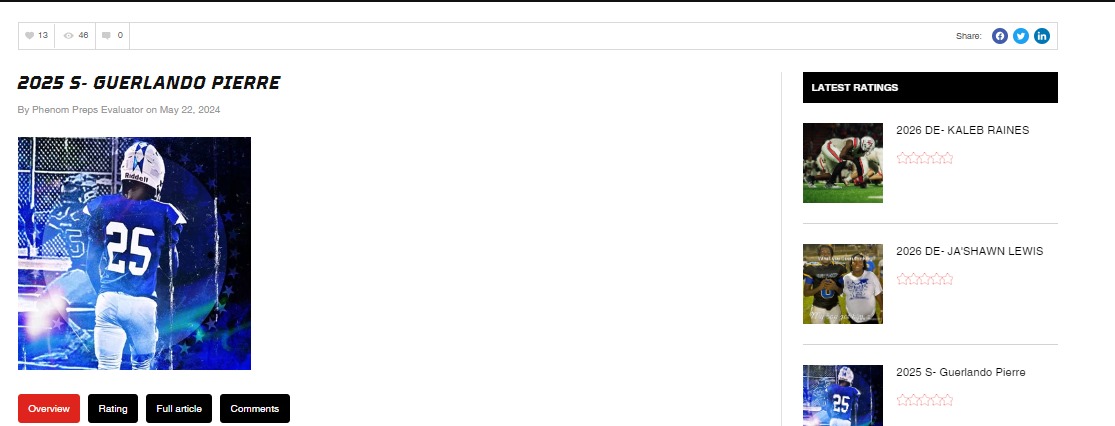 13 46 0
Share:
2025 S- GUERLANDO PIERRE
By Phenom Preps Evaluator on May 22, 2024
Riddell
25
Overview Rating Full article Comments
LATEST RATINGS
2026 DE- KALEB RAINES
2026 DE- JA'SHAWN LEWIS
2025 S- Guerlando Pierre
25